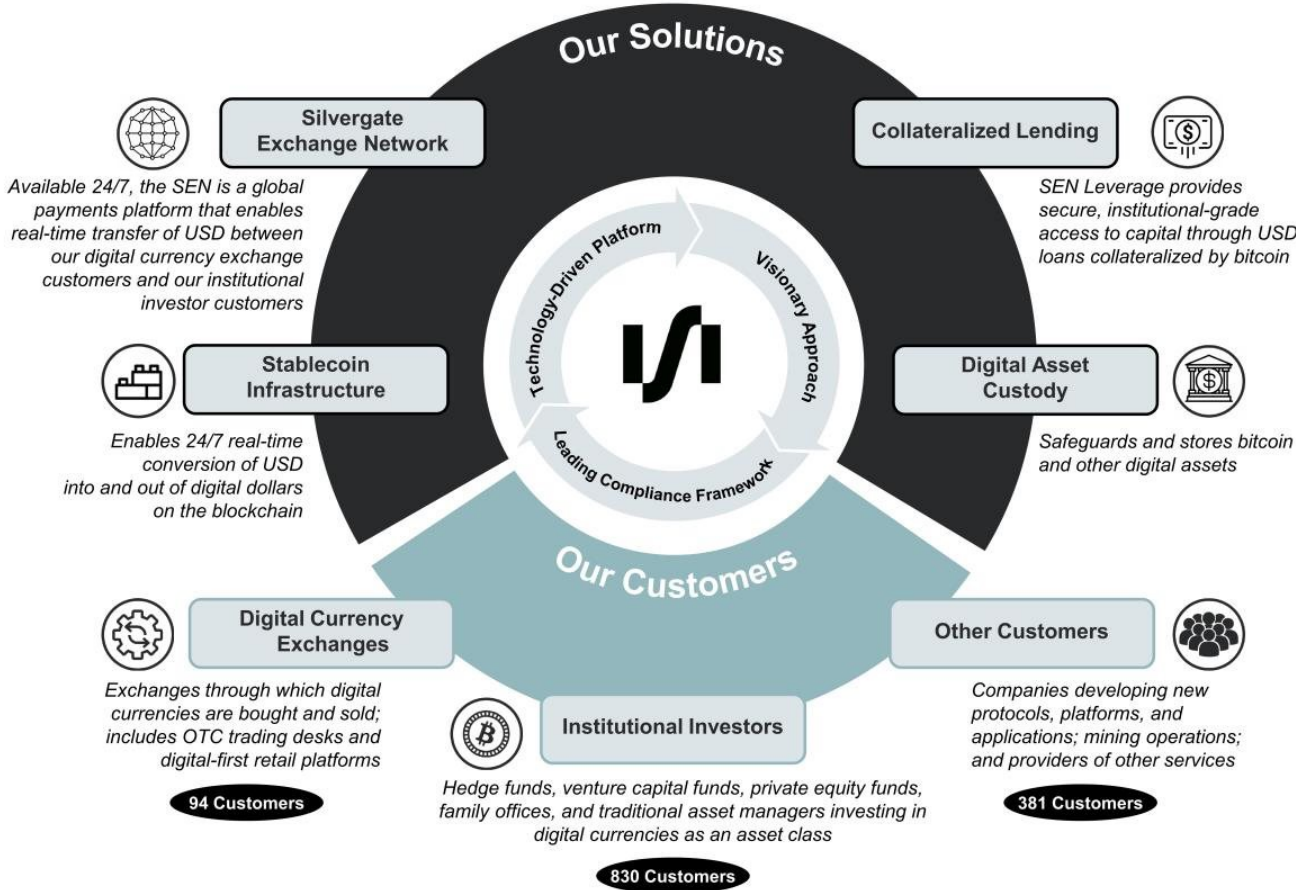 Our Solutions
Silvergate
Exchange Network
Available 24/7, the SEN is a global
payments platform that enables
real-time transfer of USD between
our digital currency exchange
customers and our institutional
investor customers
Collateralized Lending
SEN Leverage provides
secure, institutional-grade
access to capital through USD
loans collateralized by bitcoin
Technology-Driven Platform
Visionary Approach
Leading Compliance Framework
Stablecoin
Infrastructure
Enables 24/7 real-time
conversion of USD
into and out of digital dollars
on the blockchain
Digital Asset
Custody
Safeguards and stores bitcoin
and other digital assets
Our Customers
Digital Currency
Exchanges
Exchanges through which digital
currencies are bought and sold;
includes OTC trading desks and
digital-first retail platforms
94 Customers
Institutional Investors
Hedge funds, venture capital funds, private equity funds,
family offices, and traditional asset managers investing in
digital currencies as an asset class
830 Customers
Other Customers
Companies developing new
protocols, platforms, and
applications; mining operations;
and providers of other services
381 Customers